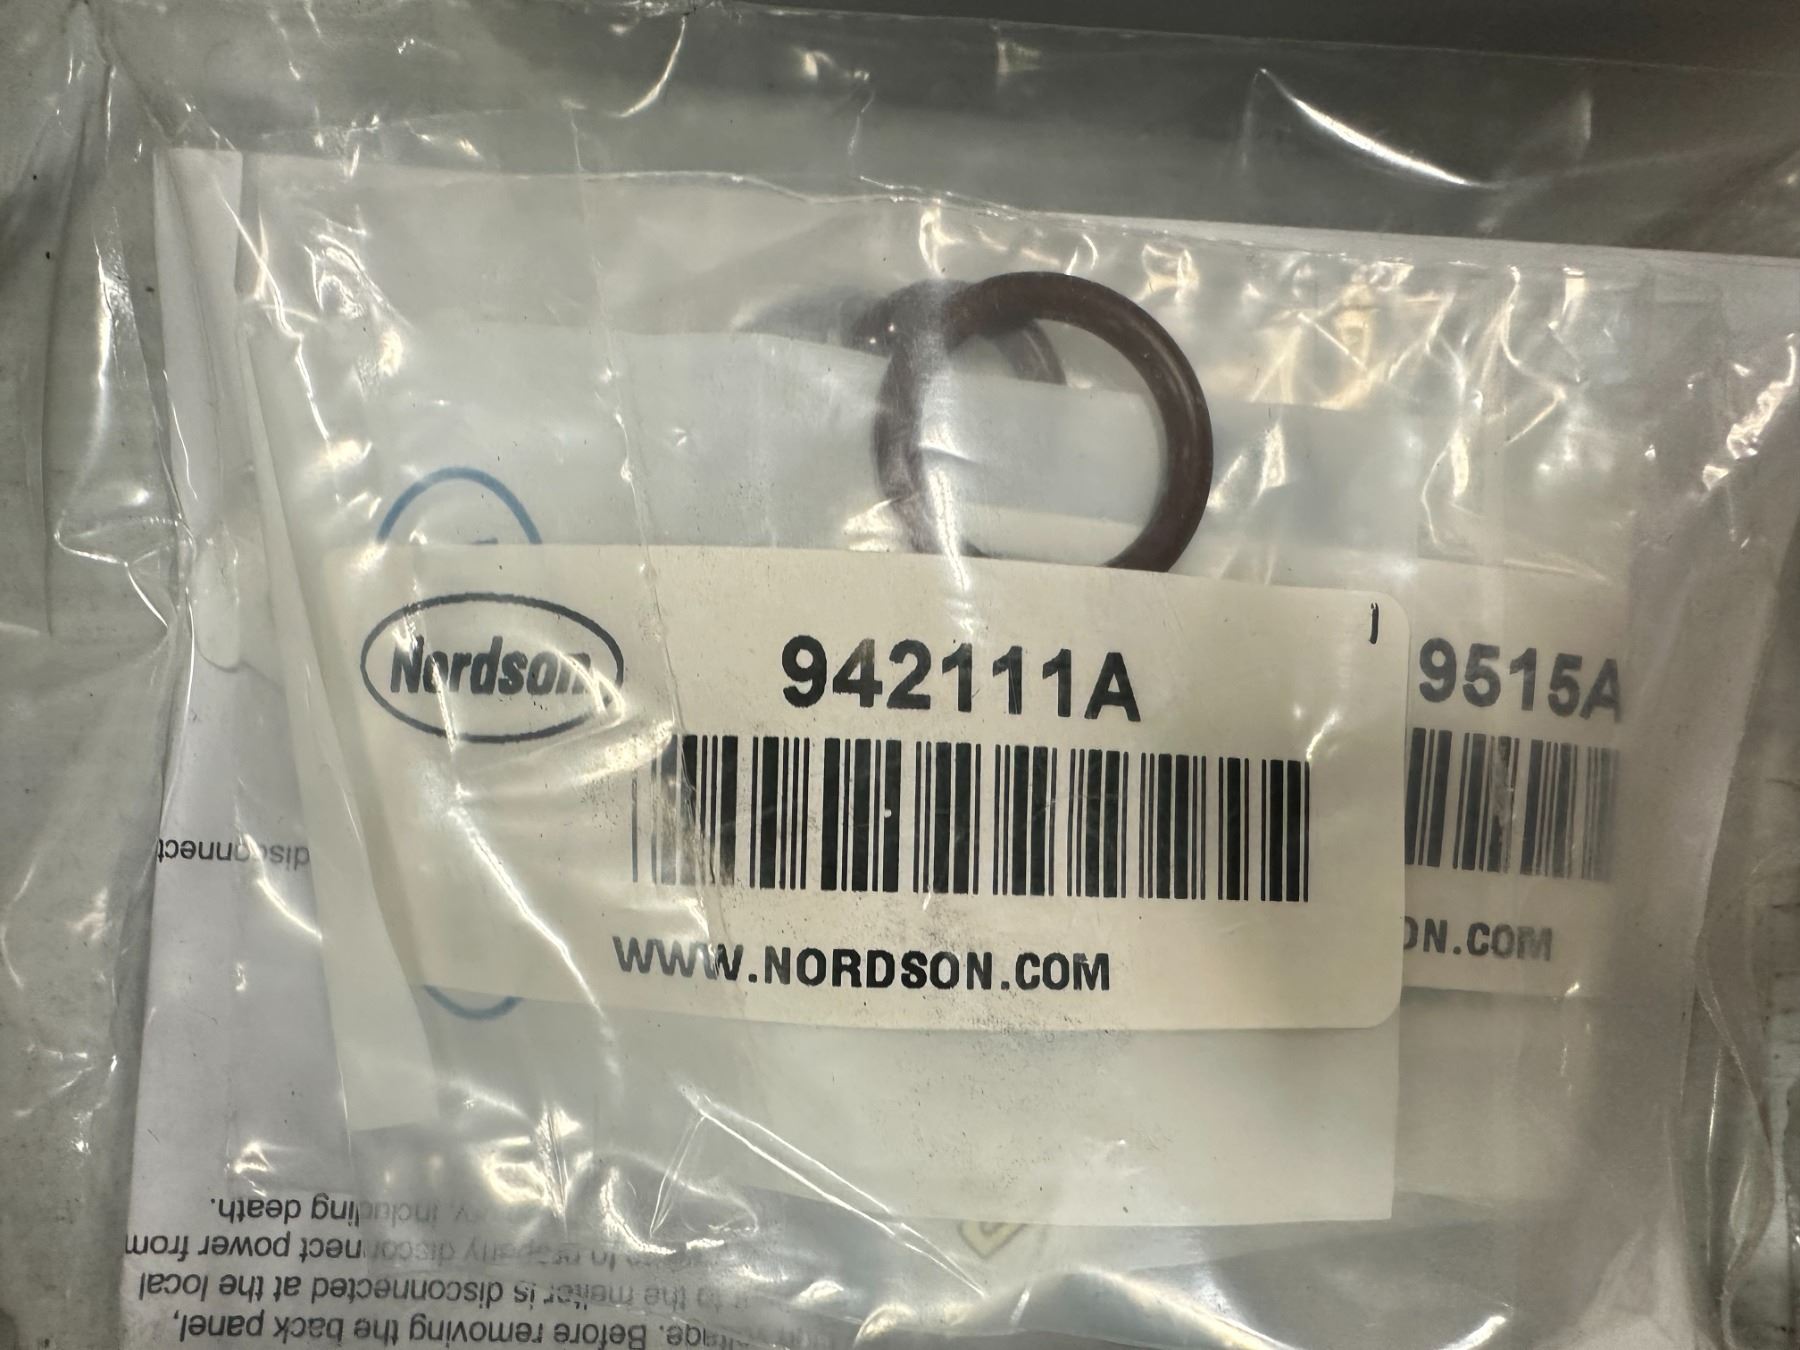 Nordson
942111A
9515A
WWW.NORDSON.COM
ON.COM
disconnect
Before removing the back panel,
to the melter is disconnected at the local
disconnect power from
including death.